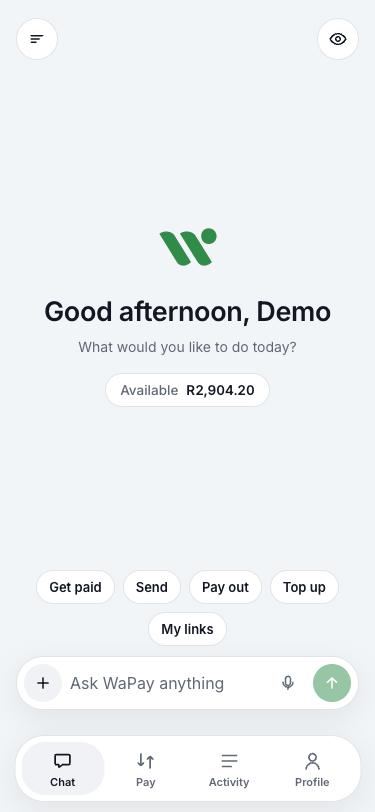 Good afternoon, Demo
What would you like to do today?
Available R2,904.20
Get paid Send Pay out Top up
My links
Ask WaPay anything
Chat Pay Activity Profile